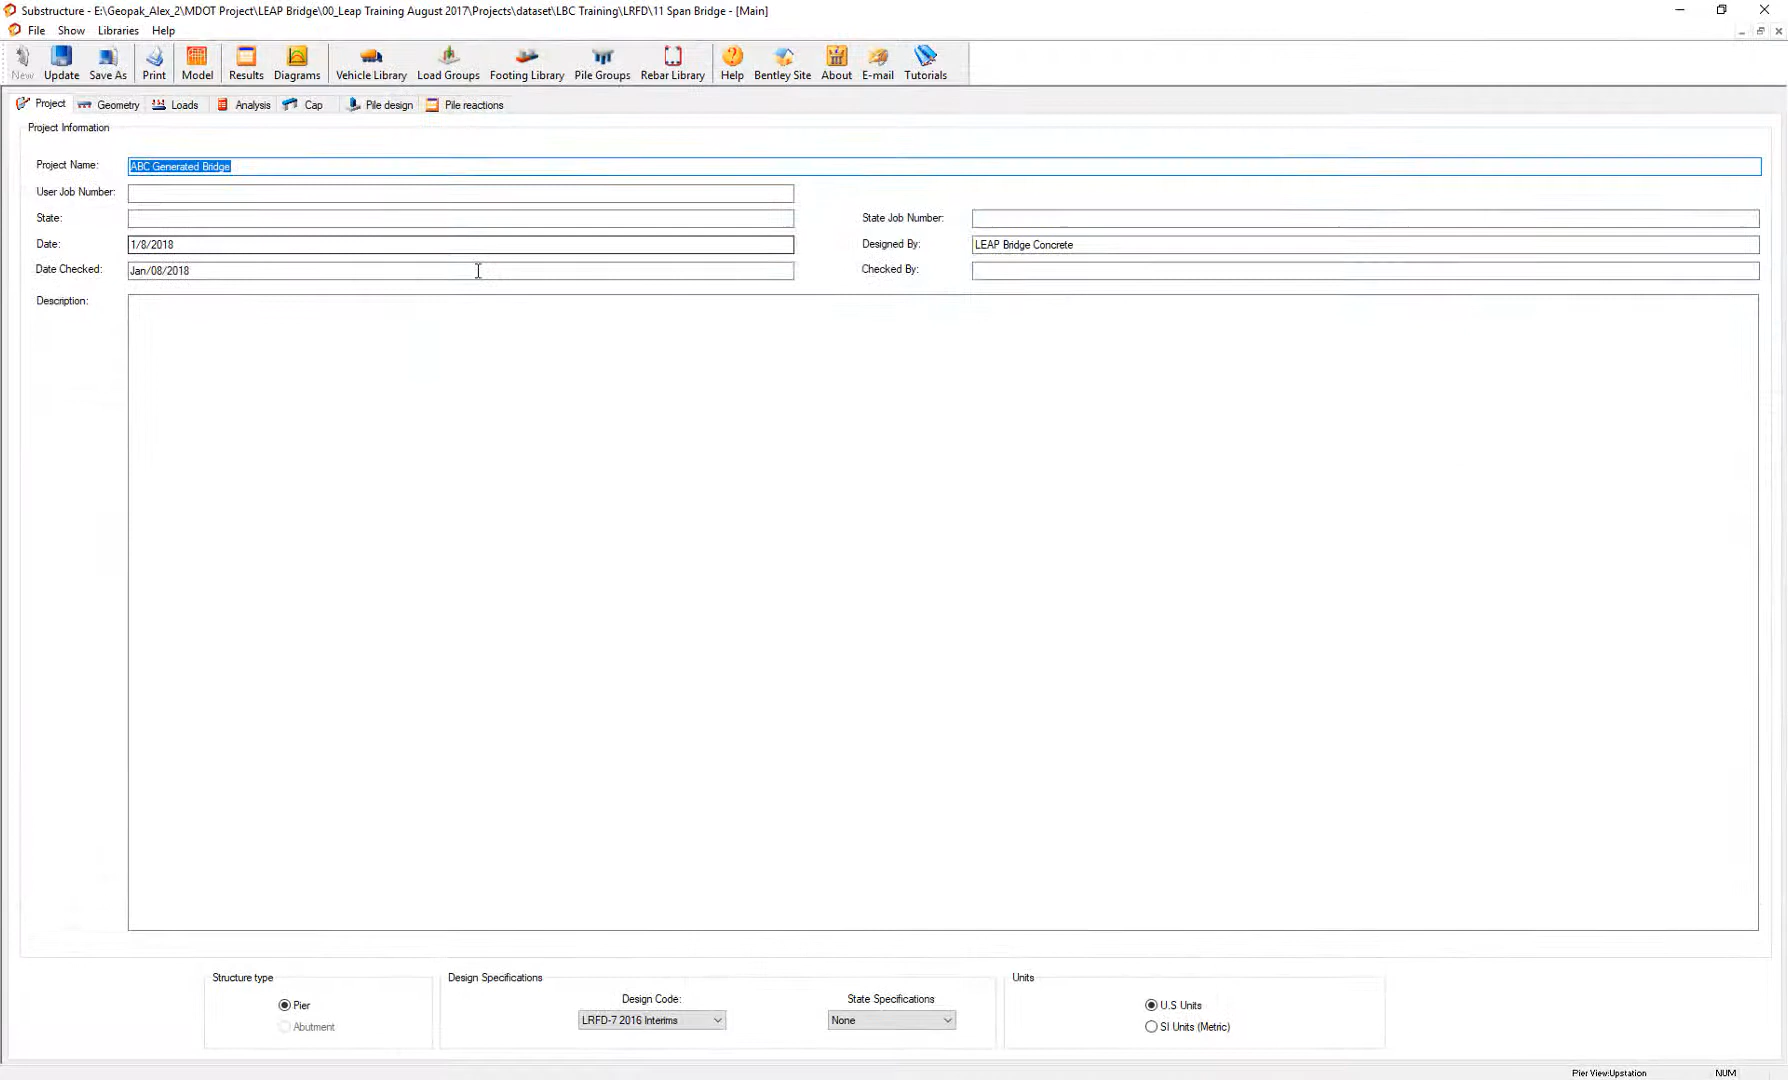 Substructure - E:\Geopak_Alex_2\MDOT Project\LEAP Bridge\00_Leap Training August 2017\Projects\dataset\LBC Training\LRFD\11 Span Bridge - [Main]
File Show Libraries Help
New Update Save As Print Model Results Diagrams Vehicle Library Load Groups Footing Library Pile Groups Rebar Library Help Bentley Site About E-mail Tutorials
Project Geometry Loads Analysis Cap Pile design Pile reactions
Project Information
Project Name: ABC Generated Bridge
User Job Number:
State: State Job Number:
Date: 1/8/2018 Designed By: LEAP Bridge Concrete
Date Checked: Jan/08/2018 Checked By:
Description:
Structure type Design Specifications Units
Design Code: State Specifications
Pier U.S Units
LRFD-7 2016 Interims None
Abutment SI Units (Metric)
Pier View:Upstation NUM